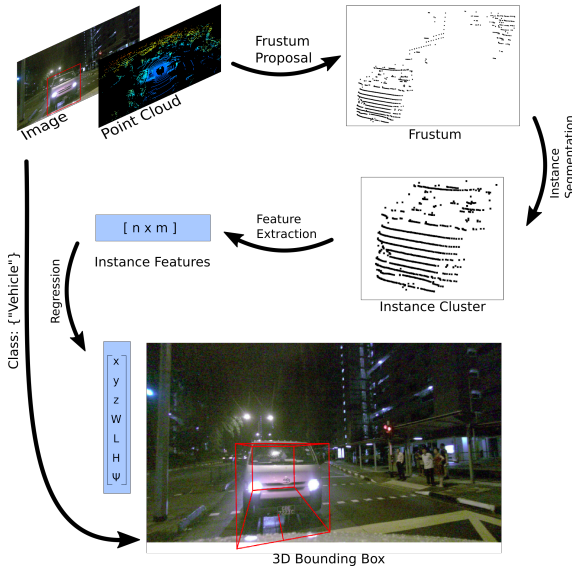 Image
Point Cloud
Frustum
Proposal
Frustum
Instance
Segmentation
Instance Cluster
Feature
Extraction
[ n x m ]
Instance Features
Regression
Class: {"Vehicle"}
x
y
z
W
L
H
Ψ
3D Bounding Box